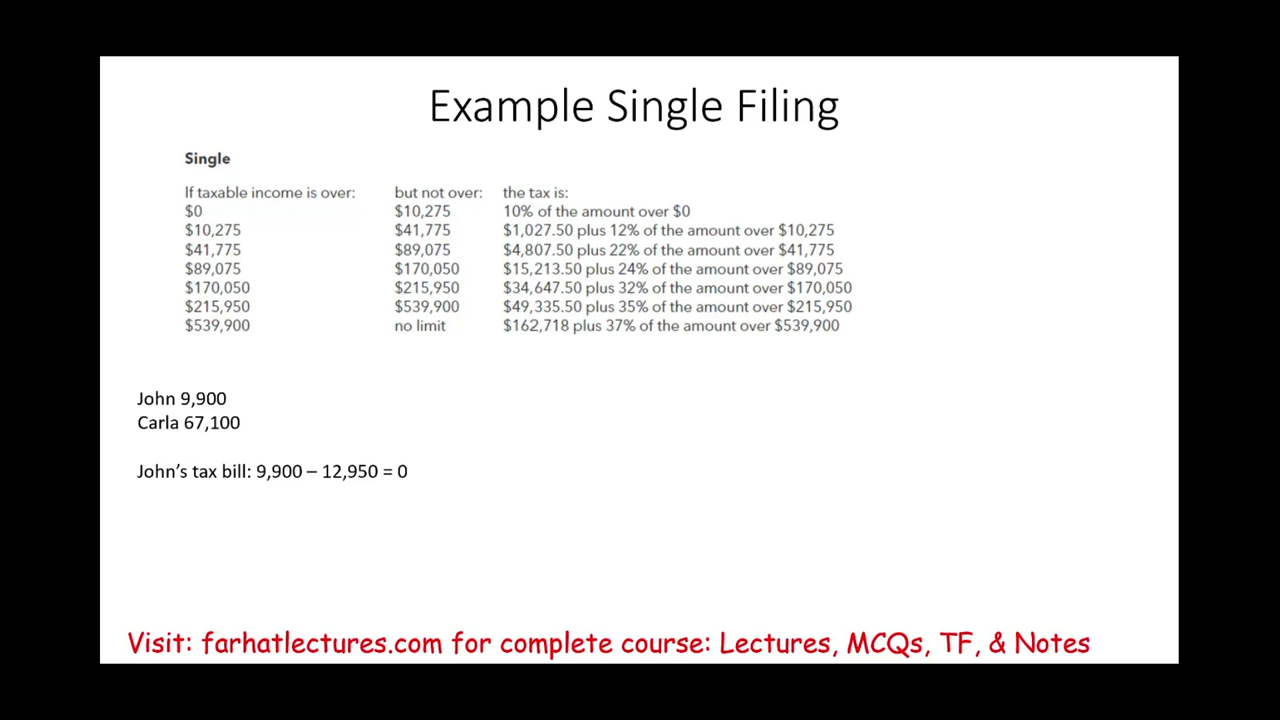 Example Single Filing
Single
If taxable income is over: but not over: the tax is:
$0 $10,275 10% of the amount over $0
$10,275 $41,775 $1,027.50 plus 12% of the amount over $10,275
$41,775 $89,075 $4,807.50 plus 22% of the amount over $41,775
$89,075 $170,050 $15,213.50 plus 24% of the amount over $89,075
$170,050 $215,950 $34,647.50 plus 32% of the amount over $170,050
$215,950 $539,900 $49,335.50 plus 35% of the amount over $215,950
$539,900 no limit $162,718 plus 37% of the amount over $539,900
John 9,900
Carla 67,100
John’s tax bill: 9,900 – 12,950 = 0
Visit: farhatlectures.com for complete course: Lectures, MCQs, TF, & Notes